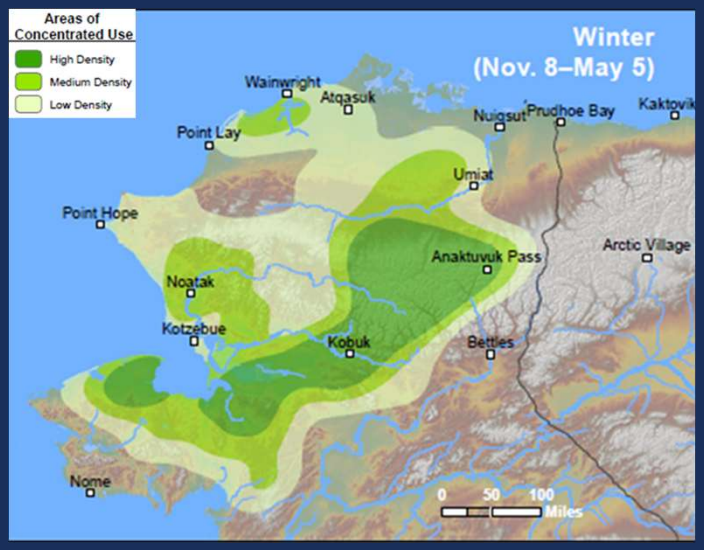 Areas of
Concentrated Use
High Density
Medium Density
Low Density
Winter
(Nov. 8–May 5)
Wainwright
Atqasuk
Nuiqsut
Prudhoe Bay
Kaktovik
Point Lay
Umiat
Point Hope
Anaktuvuk Pass
Arctic Village
Noatak
Kotzebue
Kobuk
Bettles
Nome
0 50 100
Miles